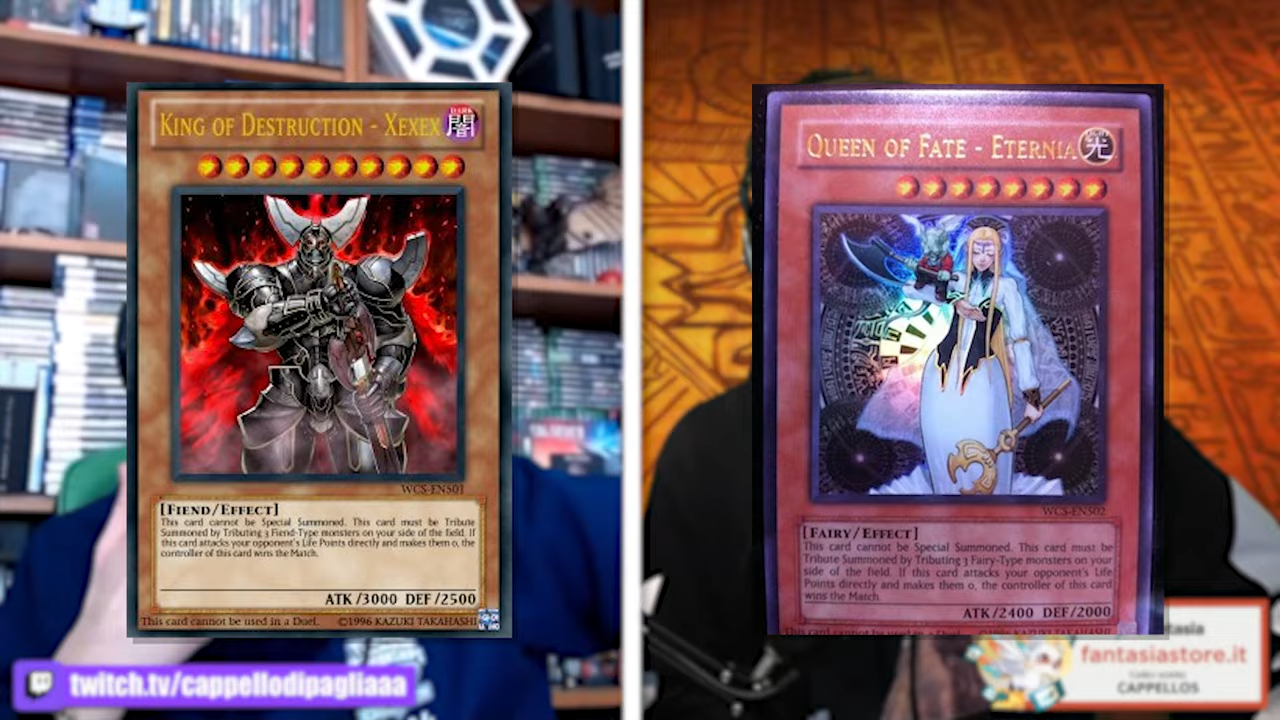 KING OF DESTRUCTION - XEXEX
DARK
闇
WCS-EN501
[FIEND/EFFECT]
This card cannot be Special Summoned. This card must be Tribute
Summoned by Tributing 3 Fiend-Type monsters on your side of the field. If
this card attacks your opponent's Life Points directly and makes them 0, the
controller of this card wins the Match.
ATK/3000 DEF/2500
This card cannot be used in a Duel. ©1996 KAZUKI TAKAHASHI
twitch.tv/cappellodipagliaaa
QUEEN OF FATE - ETERNIA
光
WCS-EN502
[FAIRY/EFFECT]
This card cannot be Special Summoned. This card must be
Tribute Summoned by Tributing 3 Fairy-Type monsters on your
side of the field. If this card attacks your opponent's Life
Points directly and makes them 0, the controller of this card
wins the Match.
ATK/2400 DEF/2000
fantasiastore.it
CAPPELLOS